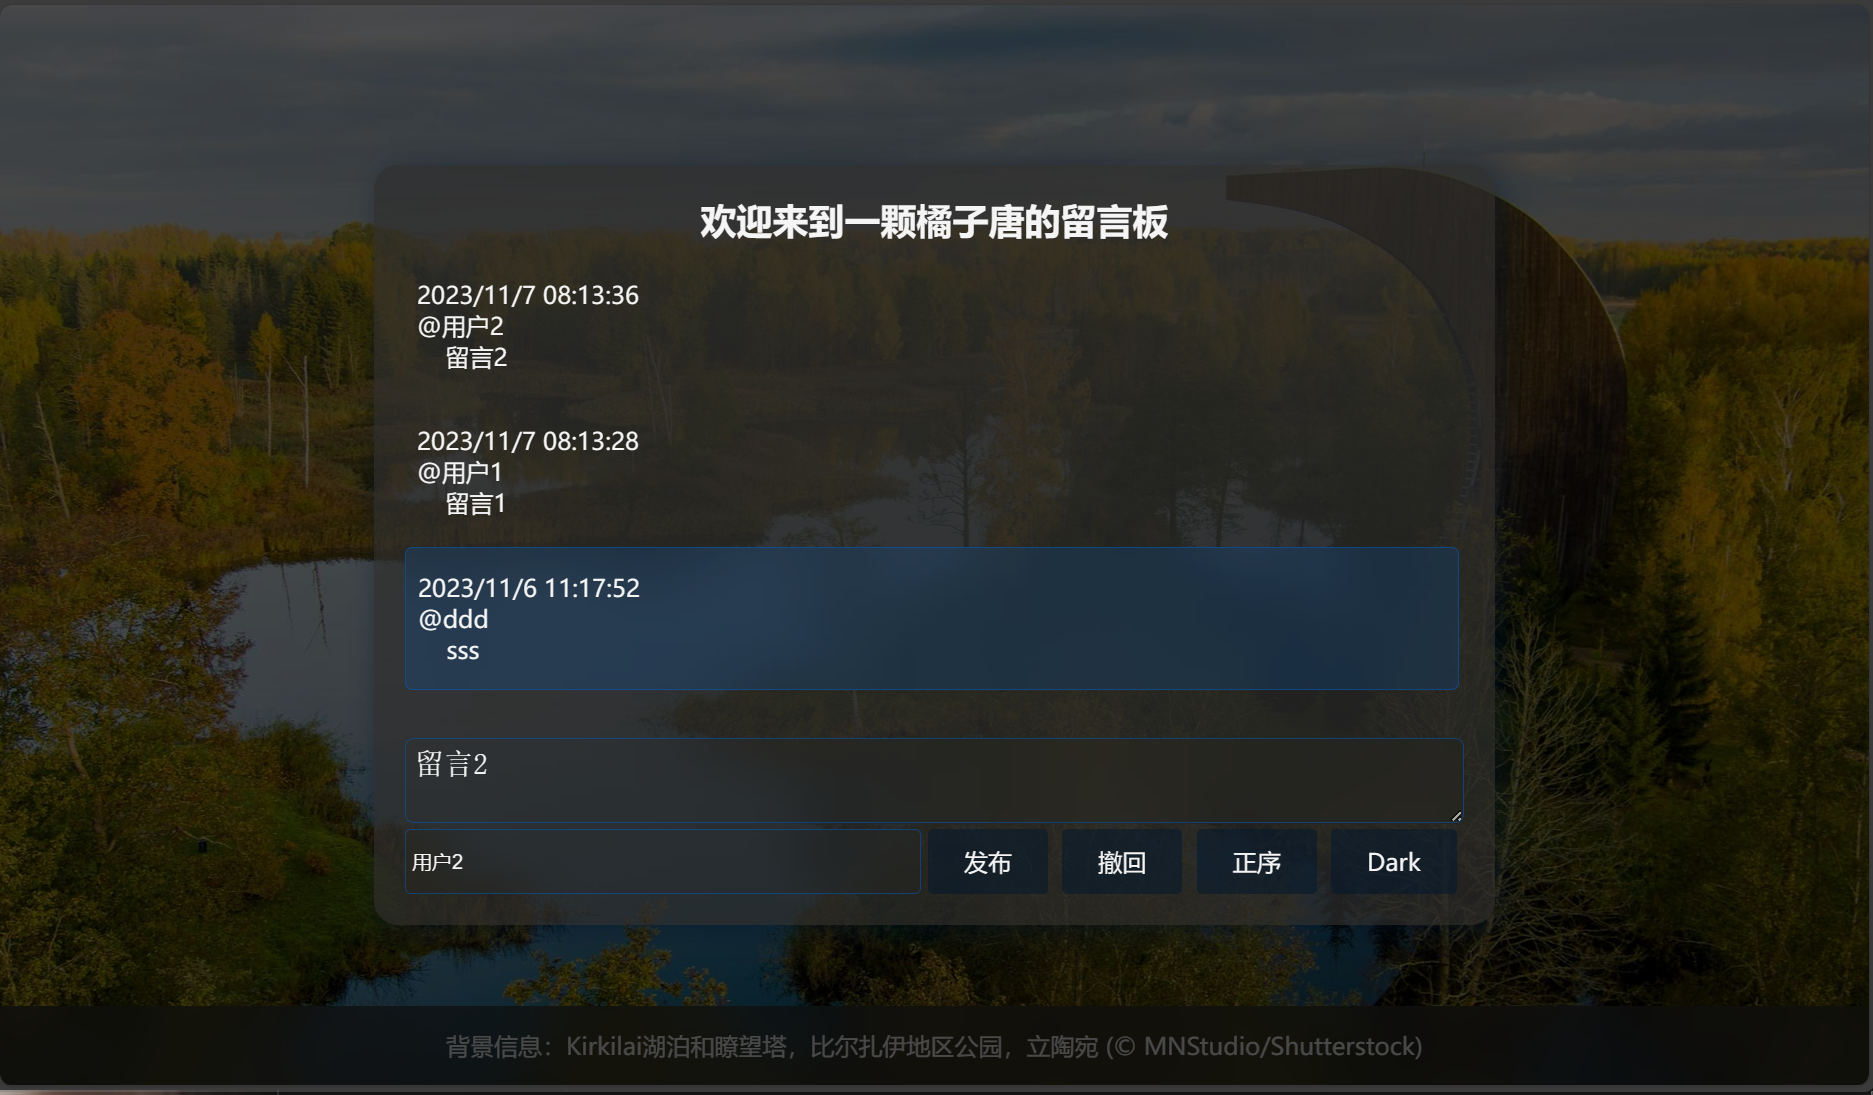 欢迎来到一颗橘子唐的留言板
2023/11/7 08:13:36
@用户2
留言2
2023/11/7 08:13:28
@用户1
留言1
2023/11/6 11:17:52
@ddd
sss
留言2
用户2 发布 撤回 正序 Dark
背景信息：Kirkilai湖泊和瞭望塔，比尔扎伊地区公园，立陶宛 (© MNStudio/Shutterstock)